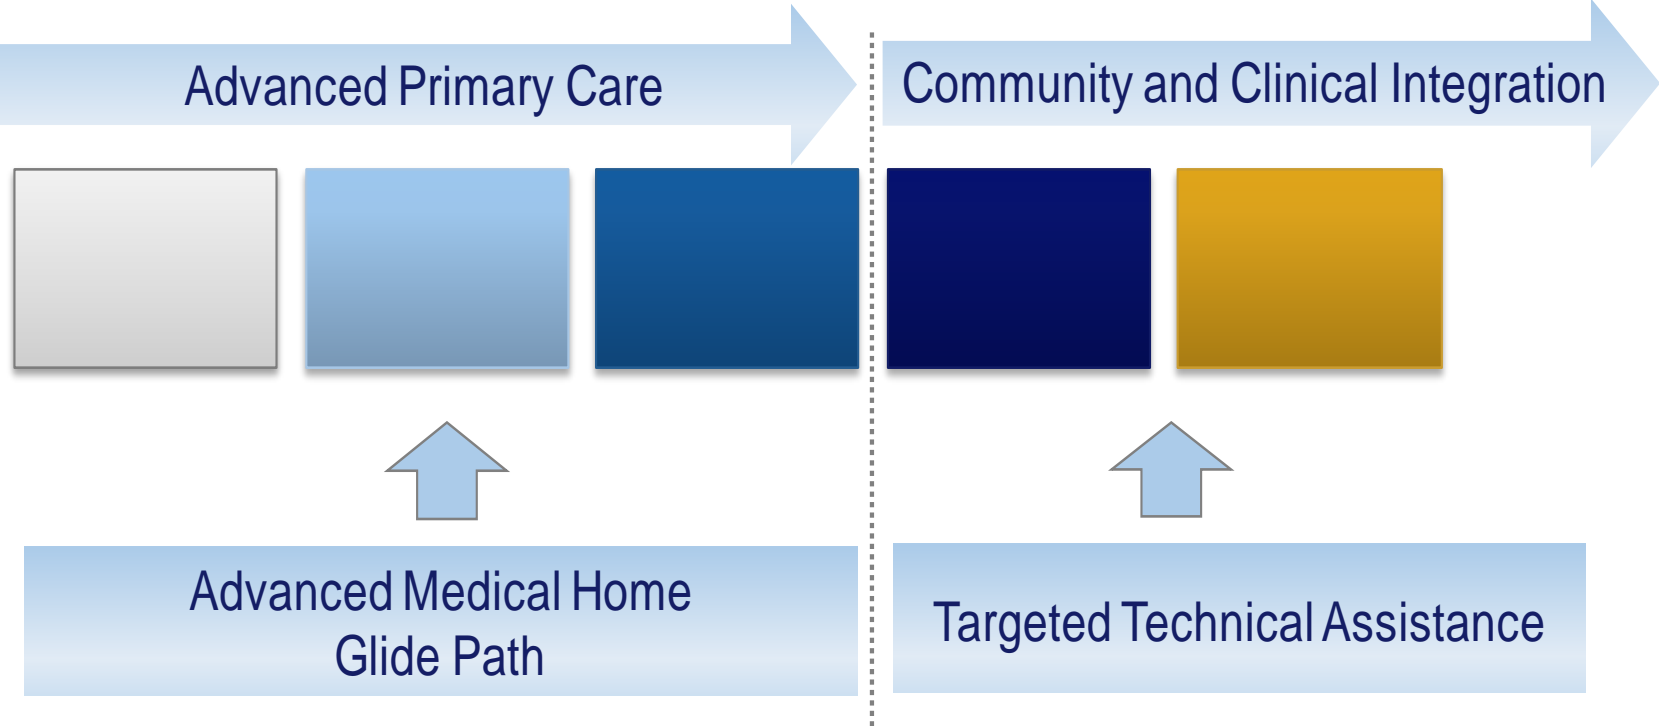 Advanced Primary Care
Community and Clinical Integration
Advanced Medical Home
Glide Path
Targeted Technical Assistance